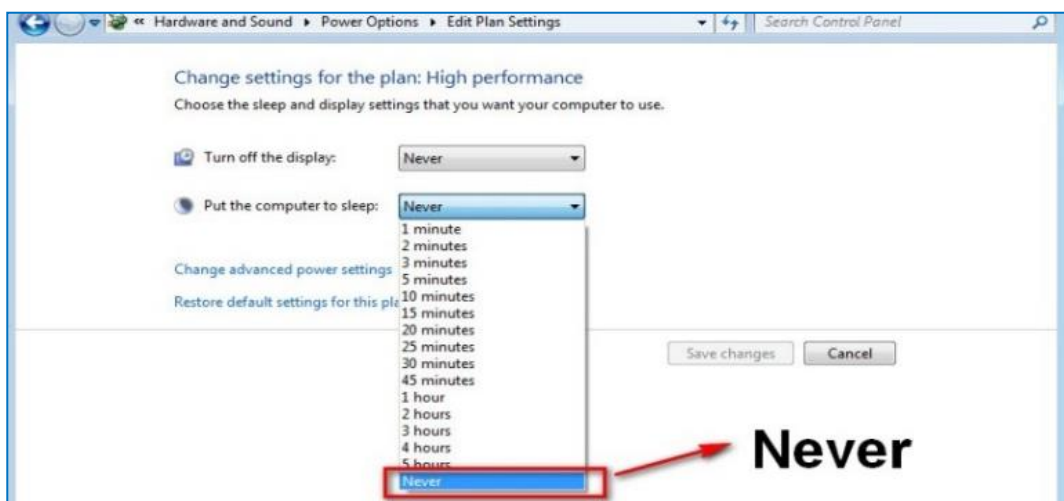 « Hardware and Sound ▸ Power Options ▸ Edit Plan Settings
Search Control Panel
Change settings for the plan: High performance
Choose the sleep and display settings that you want your computer to use.
Turn off the display: Never
Put the computer to sleep: Never
1 minute
2 minutes
3 minutes
5 minutes
10 minutes
15 minutes
20 minutes
25 minutes
30 minutes
45 minutes
1 hour
2 hours
3 hours
4 hours
5 hours
Never
Change advanced power settings
Restore default settings for this pla
Save changes
Cancel
Never